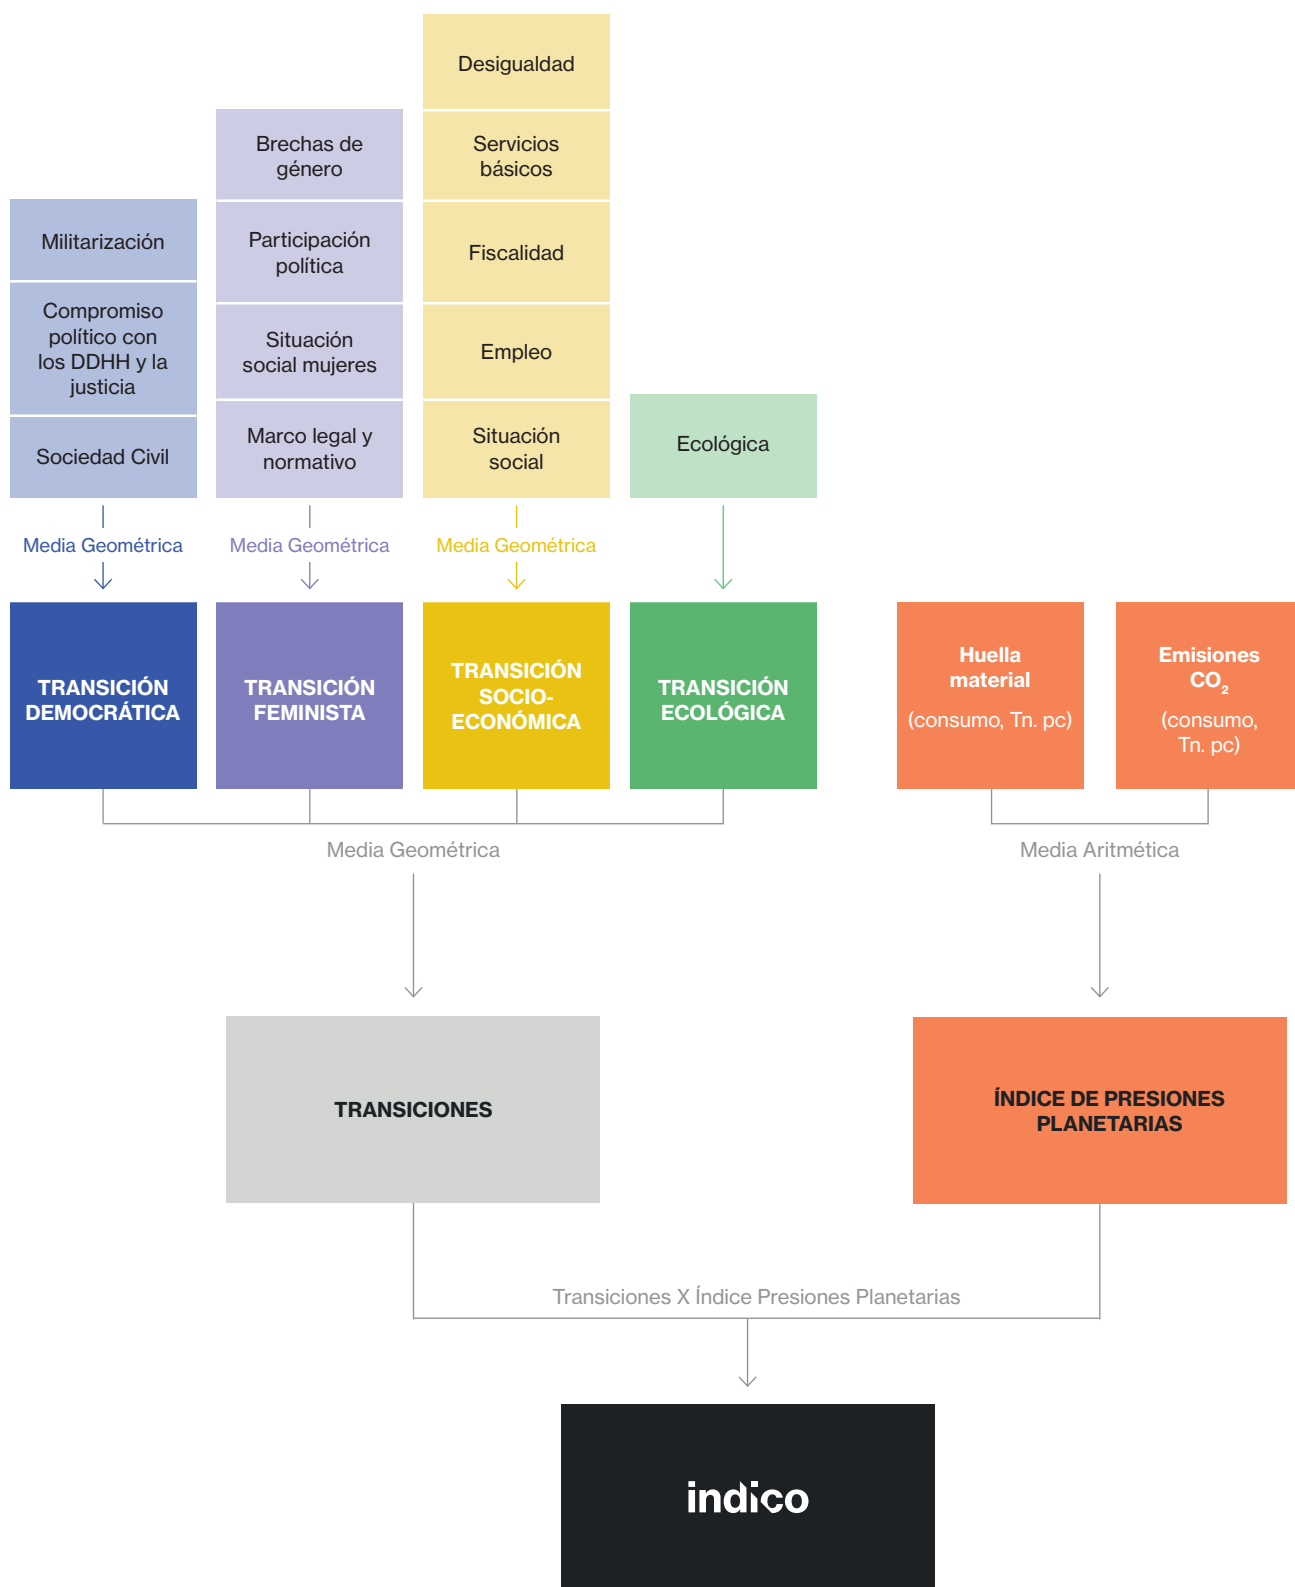 Desigualdad
Brechas de
género
Servicios
básicos
Militarización
Participación
política
Fiscalidad
Compromiso
político con
los DDHH y la
justicia
Situación
social mujeres
Empleo
Sociedad Civil
Marco legal y
normativo
Situación
social
Ecológica
Media Geométrica
Media Geométrica
Media Geométrica
TRANSICIÓN
DEMOCRÁTICA
TRANSICIÓN
FEMINISTA
TRANSICIÓN
SOCIO-
ECONÓMICA
TRANSICIÓN
ECOLÓGICA
Huella
material
(consumo, Tn. pc)
Emisiones
CO₂
(consumo,
Tn. pc)
Media Geométrica
Media Aritmética
TRANSICIONES
ÍNDICE DE PRESIONES
PLANETARIAS
Transiciones X Índice Presiones Planetarias
indico